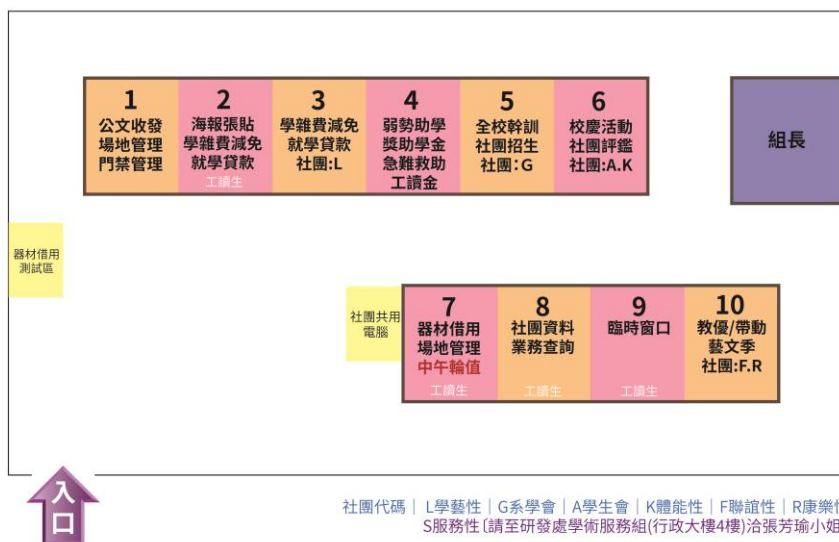 1
公文收發
場地管理
門禁管理
2
海報張貼
學雜費減免
就學貸款
工讀生
3
學雜費減免
就學貸款
社團:L
4
弱勢助學
獎助學金
急難救助
工讀金
5
全校幹訓
社團招生
社團:G
6
校慶活動
社團評鑑
社團:A.K
組長
器材借用
測試區
社團共用
電腦
7
器材借用
場地管理
中午輪值
工讀生
8
社團資料
業務查詢
工讀生
9
臨時窗口
工讀生
10
教優/帶動
藝文季
社團:F.R
入
口
社團代碼｜L學藝性｜G系學會｜A學生會｜K體能性｜F聯誼性｜R康樂性
S服務性〔請至研發處學術服務組(行政大樓4樓)洽張芳瑜小姐